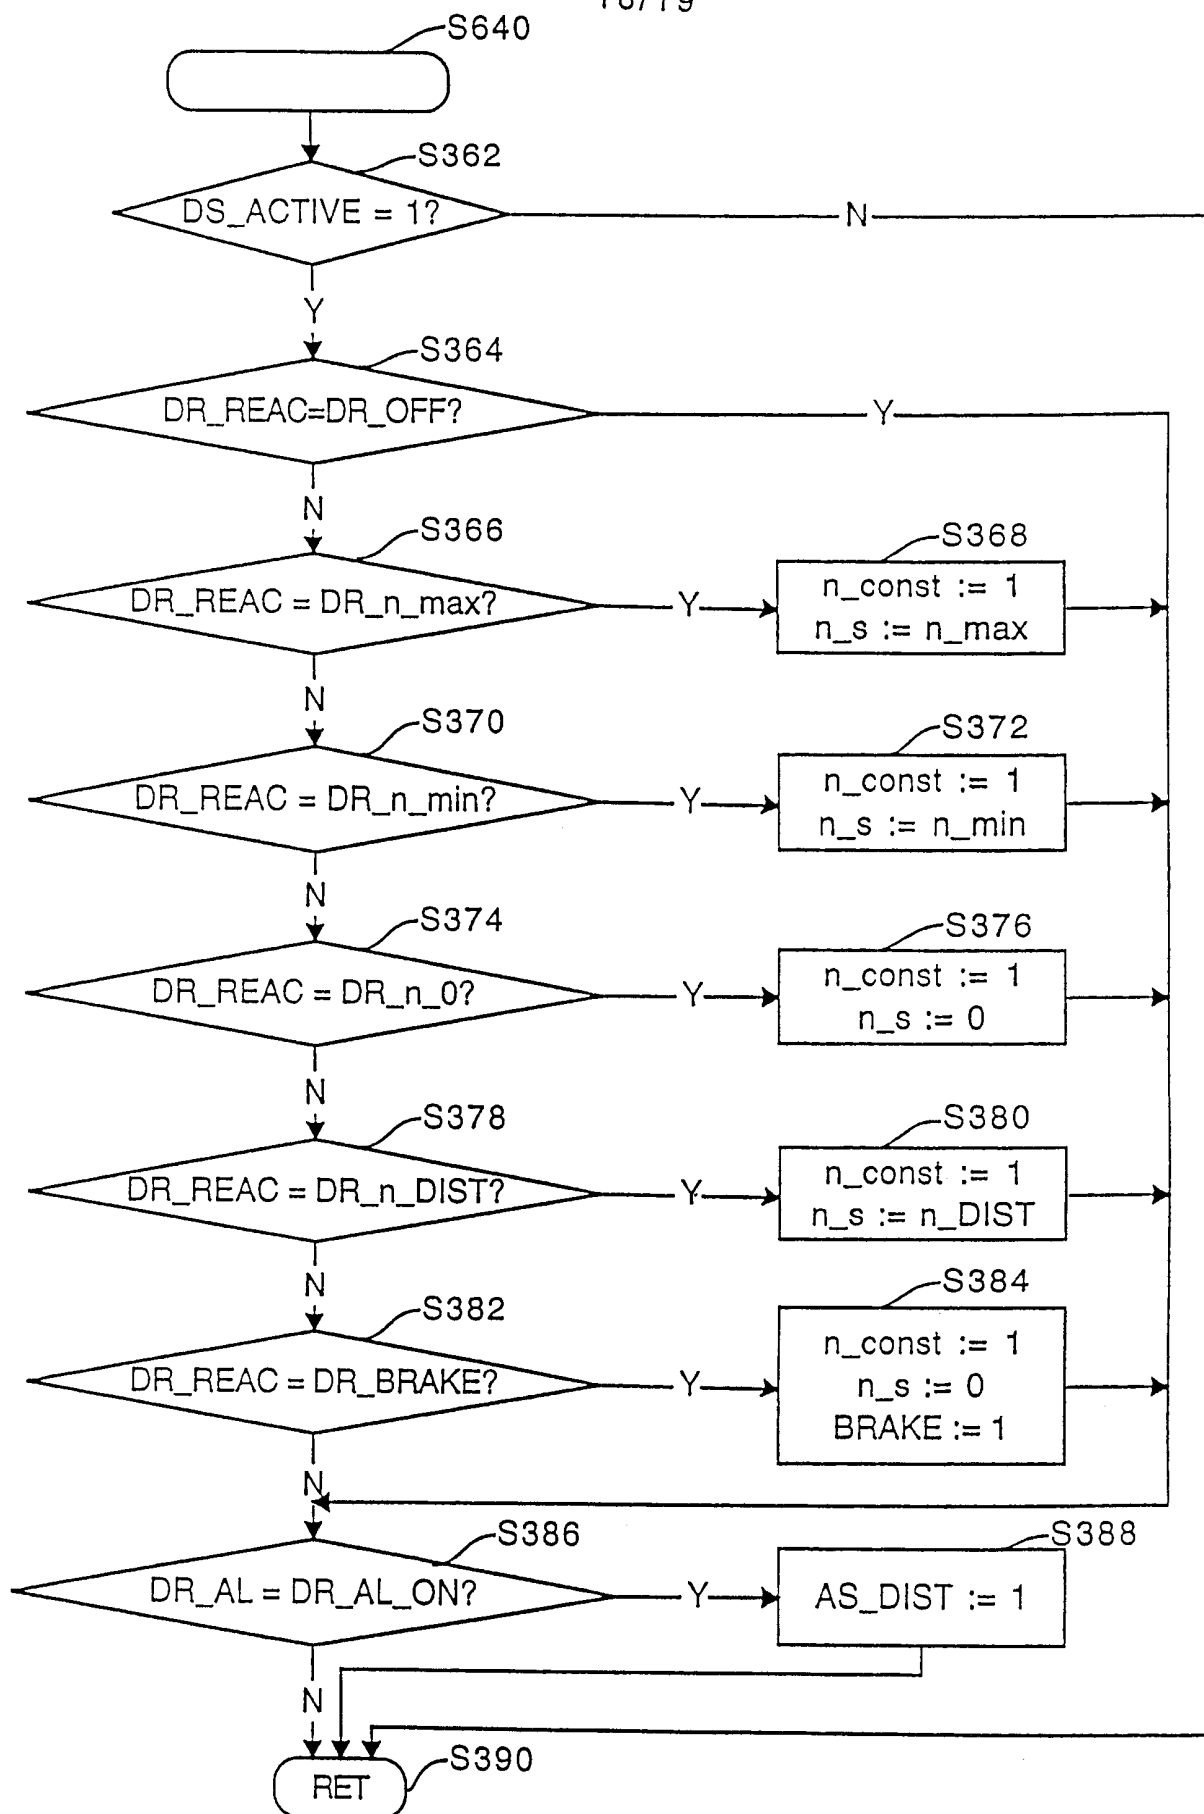 S640
S362
DS_ACTIVE = 1?
N
Y
S364
DR_REAC=DR_OFF?
Y
N
S366
DR_REAC = DR_n_max?
Y
S368
n_const := 1
n_s := n_max
N
S370
DR_REAC = DR_n_min?
Y
S372
n_const := 1
n_s := n_min
N
S374
DR_REAC = DR_n_0?
Y
S376
n_const := 1
n_s := 0
N
S378
DR_REAC = DR_n_DIST?
Y
S380
n_const := 1
n_s := n_DIST
N
S382
DR_REAC = DR_BRAKE?
Y
S384
n_const := 1
n_s := 0
BRAKE := 1
N
S386
DR_AL = DR_AL_ON?
Y
S388
AS_DIST := 1
N
RET
S390